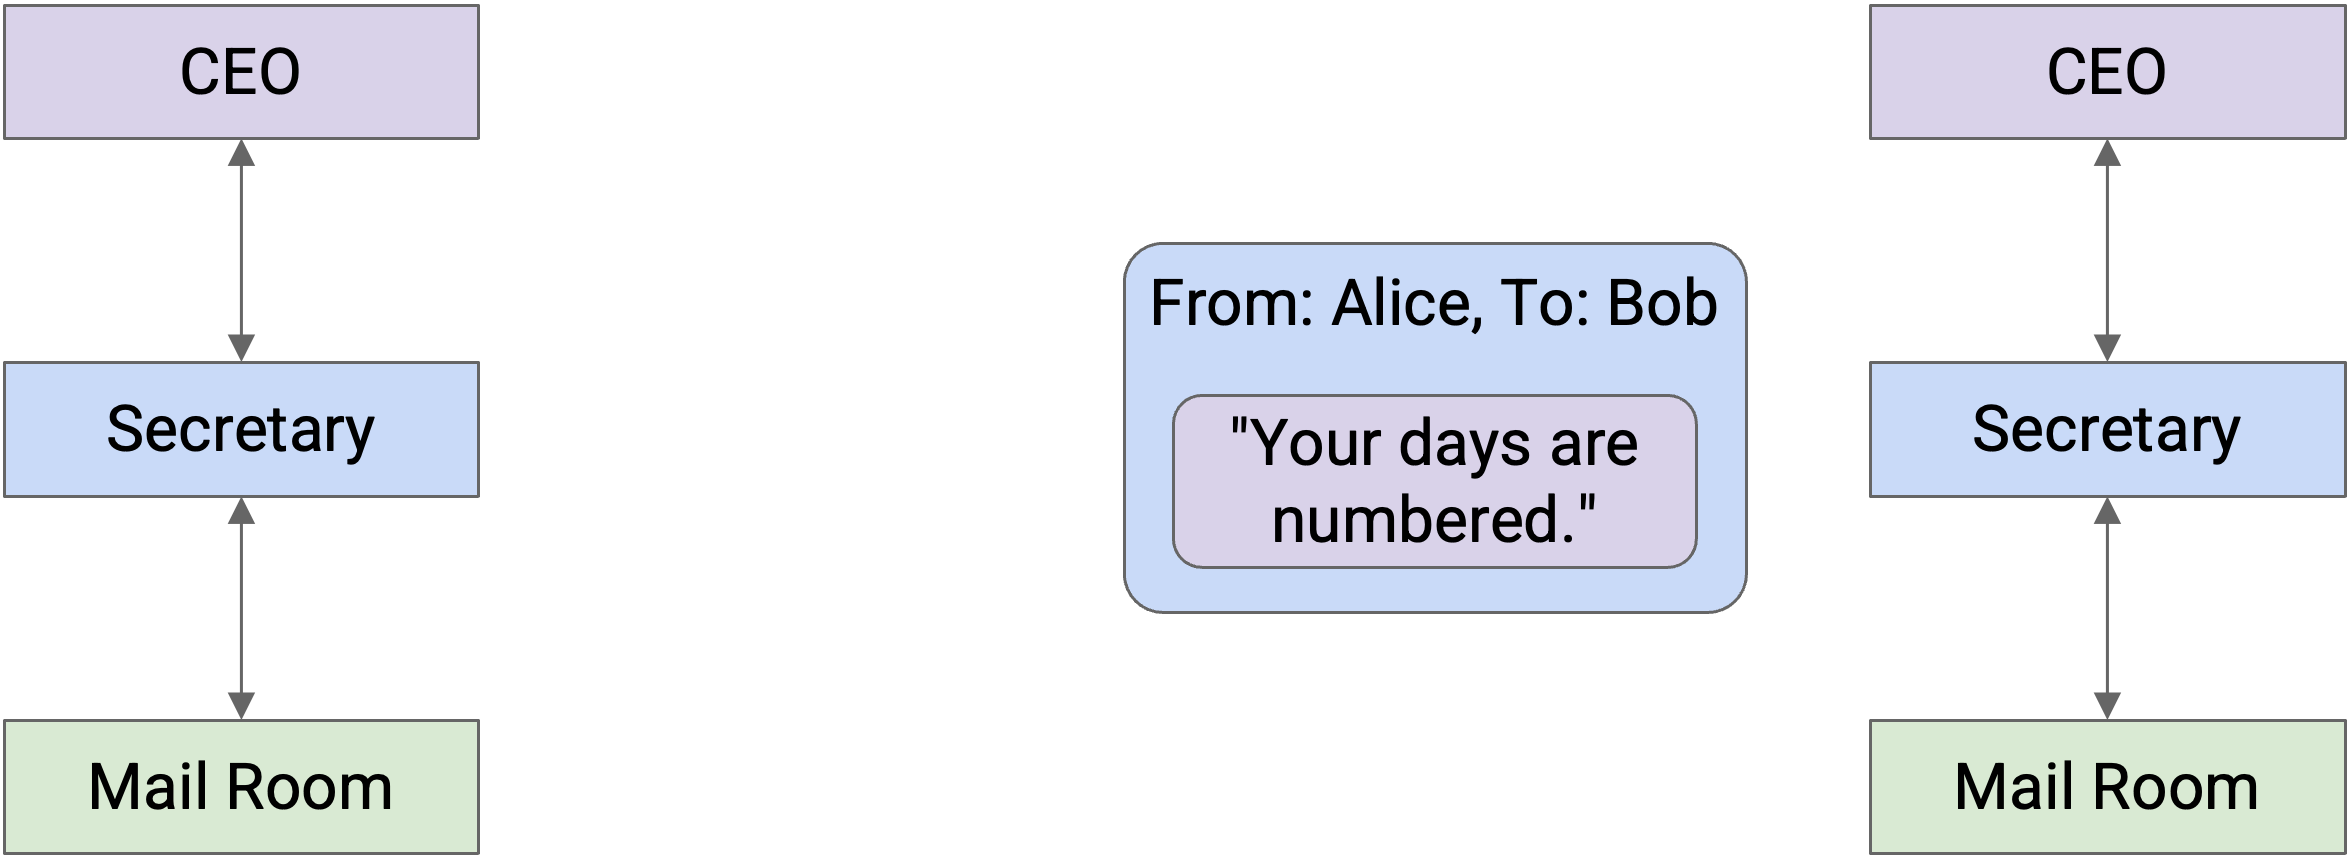 CEO
CEO
From: Alice, To: Bob
"Your days are
numbered."
Secretary
Secretary
Mail Room
Mail Room